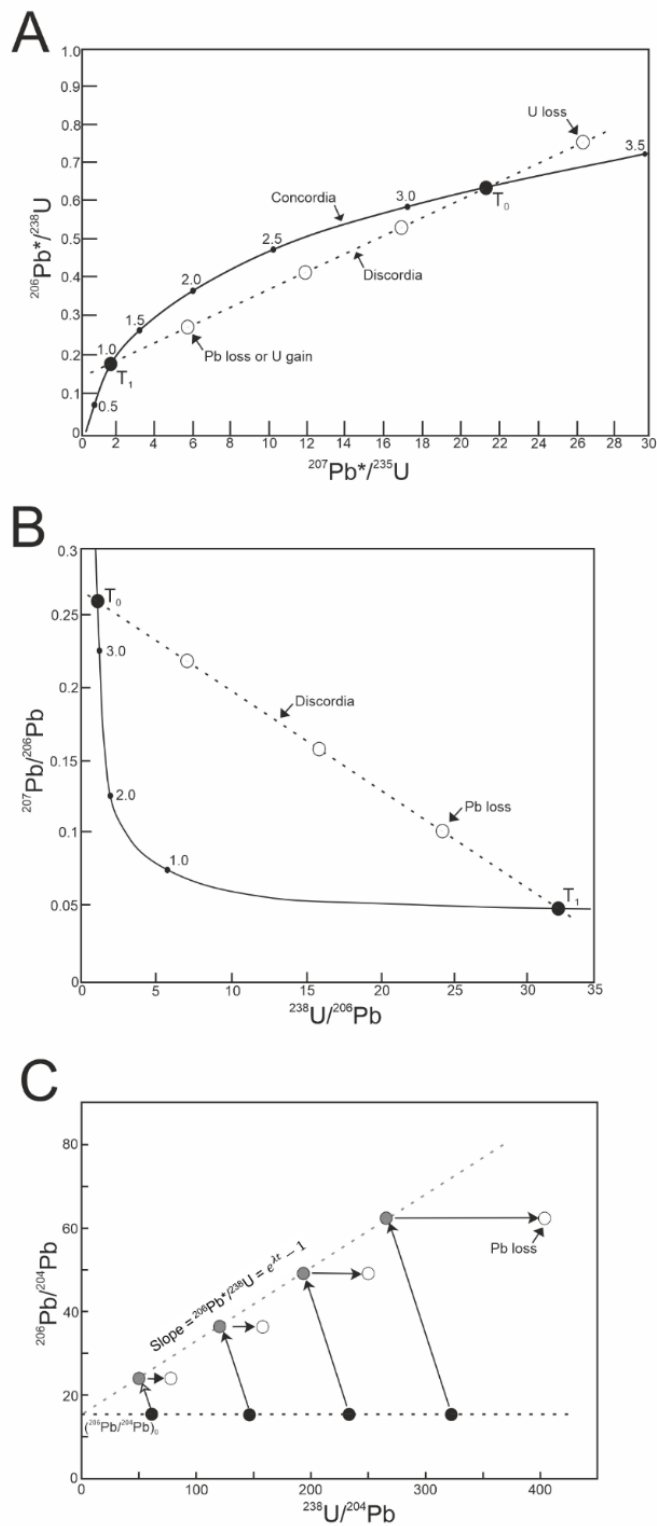 A
1.0
0.9
0.8
0.7
0.6
0.5
0.4
0.3
0.2
0.1
0
²⁰⁶Pb*/²³⁸U
U loss
3.5
3.0
T₀
Concordia
2.5
Discordia
2.0
1.5
Pb loss or U gain
1.0
T₁
0.5
0 2 4 6 8 10 12 14 16 18 20 22 24 26 28 30
²⁰⁷Pb*/²³⁵U
B
0.3
0.25
0.2
0.15
0.1
0.05
0
²⁰⁷Pb/²⁰⁶Pb
T₀
3.0
Discordia
2.0
Pb loss
1.0
T₁
0 5 10 15 20 25 30 35
²³⁸U/²⁰⁶Pb
C
80
60
40
20
0
²⁰⁶Pb/²⁰⁴Pb
Slope = ²⁰⁶Pb*/²³⁸U = e^λt − 1
Pb loss
(²⁰⁶Pb/²⁰⁴Pb)₀
0 50 100 200 300 400
²³⁸U/²⁰⁴Pb